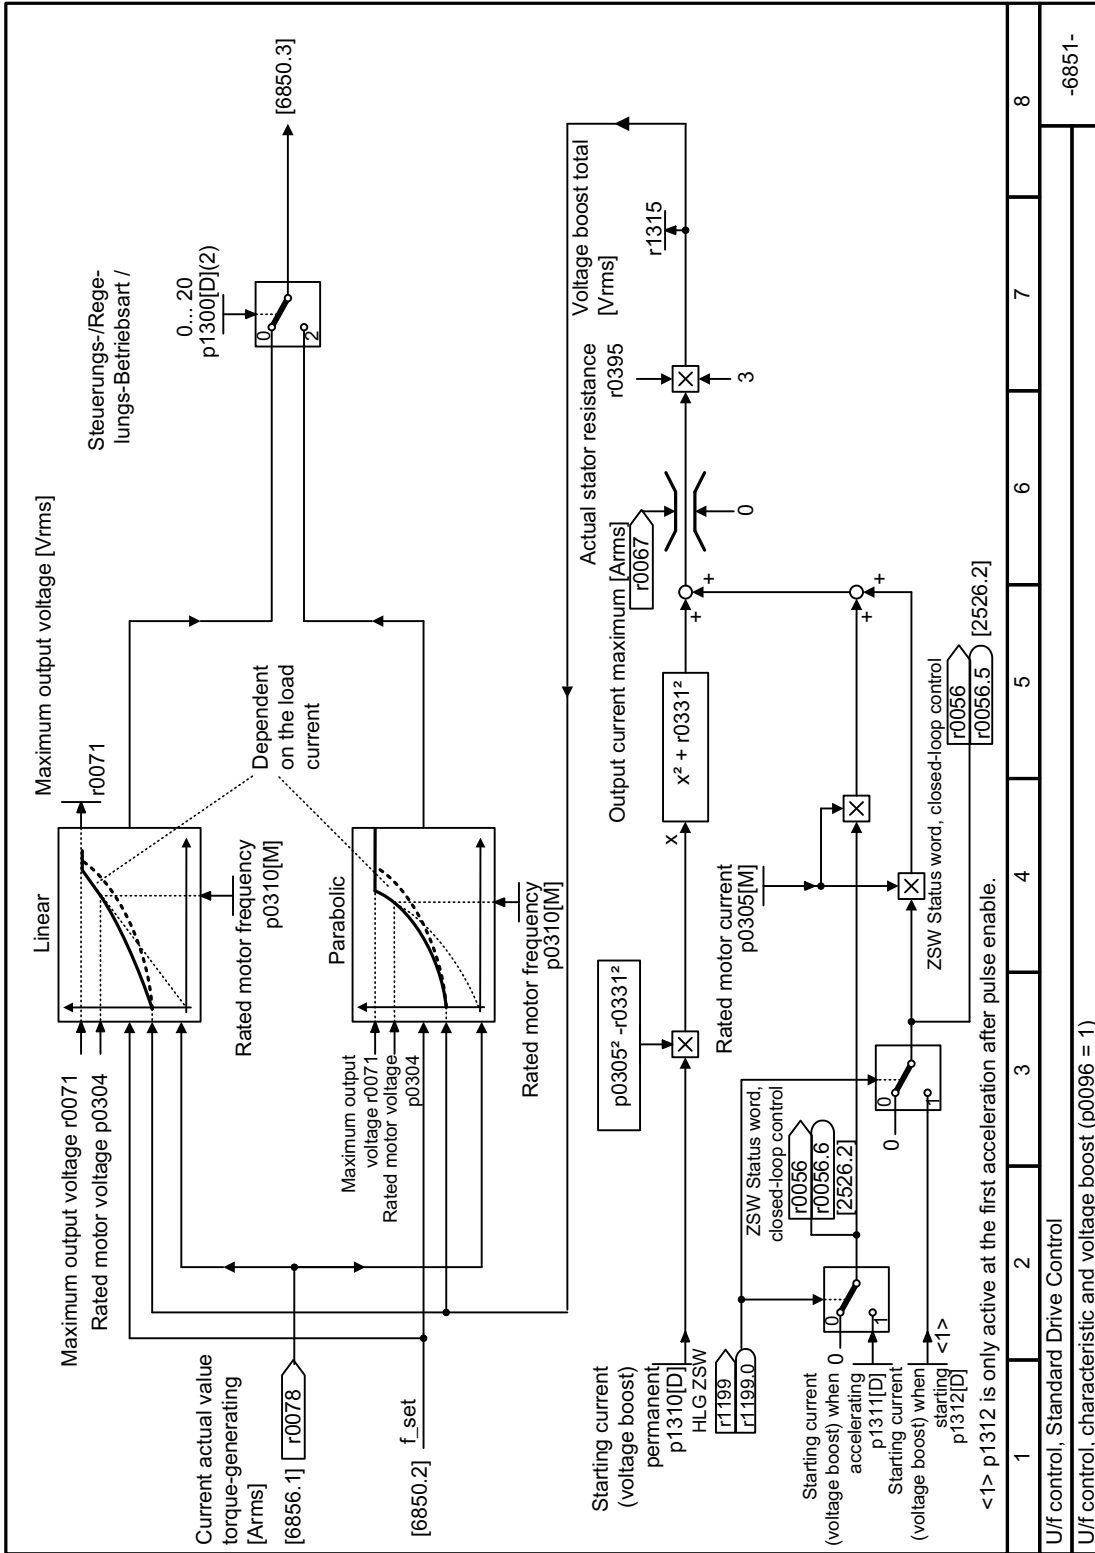 Maximum output voltage r0071
Rated motor voltage p0304
Linear
Maximum output voltage [Vrms]
r0071
Rated motor frequency
p0310[M]
Steuerungs-/Rege-
lungs-Betriebsart /
0... 20
p1300[D](2)
0
2
[6850.3]
Dependent
on the load
current
Current actual value
torque-generating
[Arms]
[6856.1]
r0078
[6850.2]
f_set
Maximum output
voltage r0071
Rated motor voltage
p0304
Parabolic
Rated motor frequency
p0310[M]
Voltage boost total
[Vrms]
r1315
Actual stator resistance
r0395
3
Output current maximum [Arms]
r0067
0
Starting current
(voltage boost)
permanent
p1310[D]
p0305² -r0331²
x
x² + r0331²
+
+
HLG ZSW
r1199
r1199.0
Rated motor current
p0305[M]
ZSW Status word,
closed-loop control
r0056
r0056.6
[2526.2]
Starting current
(voltage boost) when
accelerating
p1311[D]
0
0
1
+
+
Starting current
(voltage boost) when
starting
p1312[D]
<1>
0
0
1
ZSW Status word, closed-loop control
r0056
r0056.5
[2526.2]
<1> p1312 is only active at the first acceleration after pulse enable.
1 2 3 4 5 6 7 8
U/f control, Standard Drive Control
-6851-
U/f control, characteristic and voltage boost (p0096 = 1)